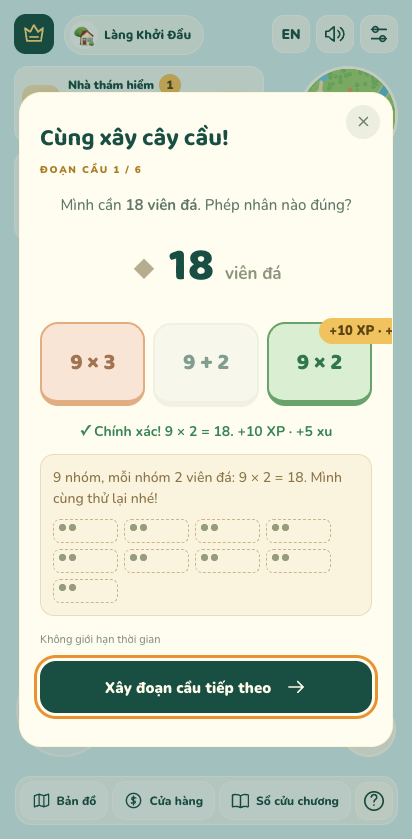 Làng Khởi Đầu
EN
Nhà thám hiểm 1
Cùng xây cây cầu!
ĐOẠN CẦU 1 / 6
Mình cần 18 viên đá. Phép nhân nào đúng?
18 viên đá
+10 XP · +
9 × 3
9 + 2
9 × 2
✓ Chính xác! 9 × 2 = 18. +10 XP · +5 xu
9 nhóm, mỗi nhóm 2 viên đá: 9 × 2 = 18. Mình
cùng thử lại nhé!
Không giới hạn thời gian
Xây đoạn cầu tiếp theo →
Bản đồ
Cửa hàng
Sổ cửu chương
?